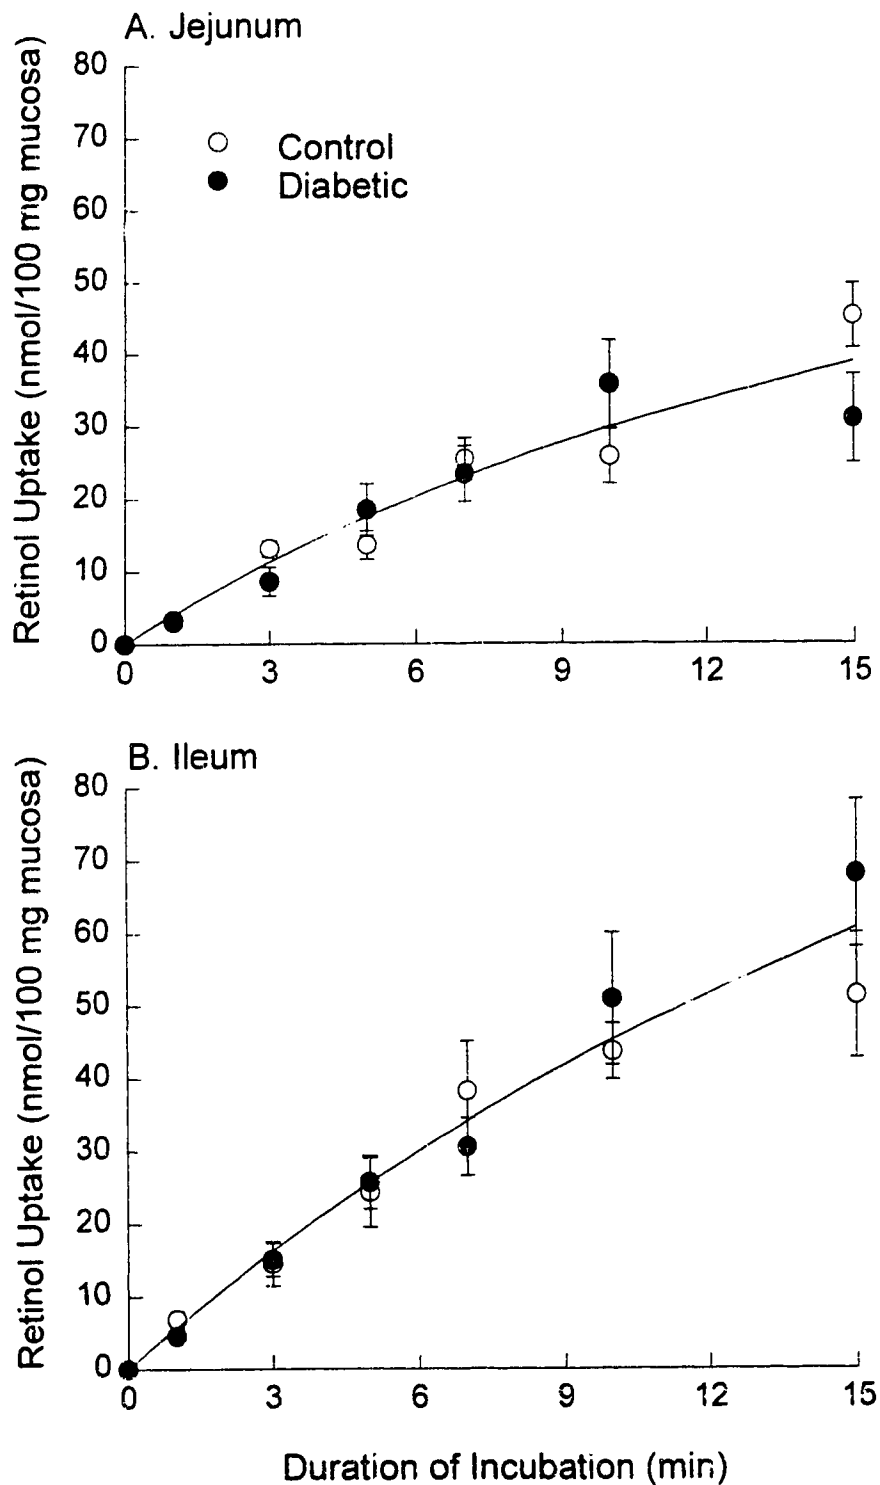 A. Jejunum
Retinol Uptake (nmol/100 mg mucosa)
80
70
60
50
40
30
20
10
0
Control
Diabetic
0 3 6 9 12 15
B. Ileum
Retinol Uptake (nmol/100 mg mucosa)
80
70
60
50
40
30
20
10
0
0 3 6 9 12 15
Duration of Incubation (min)